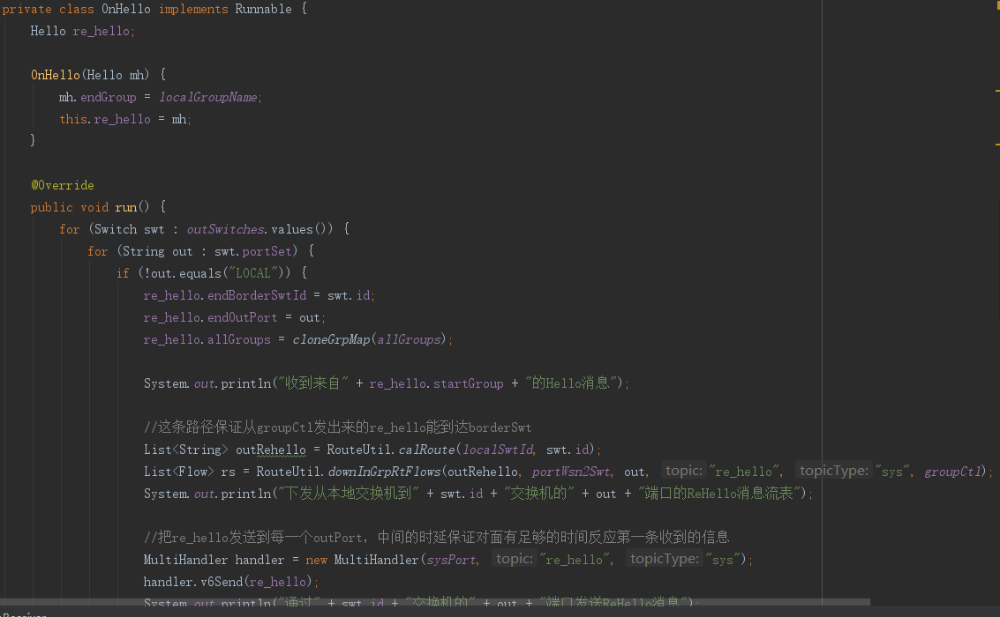 private class OnHello implements Runnable {
Hello re_hello;
OnHello(Hello mh) {
mh.endGroup = localGroupName;
this.re_hello = mh;
}
@Override
public void run() {
for (Switch swt : outSwitches.values()) {
for (String out : swt.portSet) {
if (!out.equals("LOCAL")) {
re_hello.endBorderSwtId = swt.id;
re_hello.endOutPort = out;
re_hello.allGroups = cloneGrpMap(allGroups);
System.out.println("收到来自" + re_hello.startGroup + "的Hello消息");
//这条路径保证从groupCtl发出来的re_hello能到达borderSwt
List<String> outRehello = RouteUtil.calRoute(localSwtId, swt.id);
List<Flow> rs = RouteUtil.downInGrpRtFlows(outRehello, portWsn2Swt, out, topic: "re_hello", topicType: "sys", groupCtl);
System.out.println("下发从本地交换机到" + swt.id + "交换机的" + out + "端口的ReHello消息流表");
//把re_hello发送到每一个outPort，中间的时延保证对面有足够的时间反应第一条收到的信息
MultiHandler handler = new MultiHandler(sysPort, topic: "re_hello", topicType: "sys");
handler.v6Send(re_hello);
System.out.println("通过" + swt.id + "交换机的" + out + "端口发送ReHello消息");